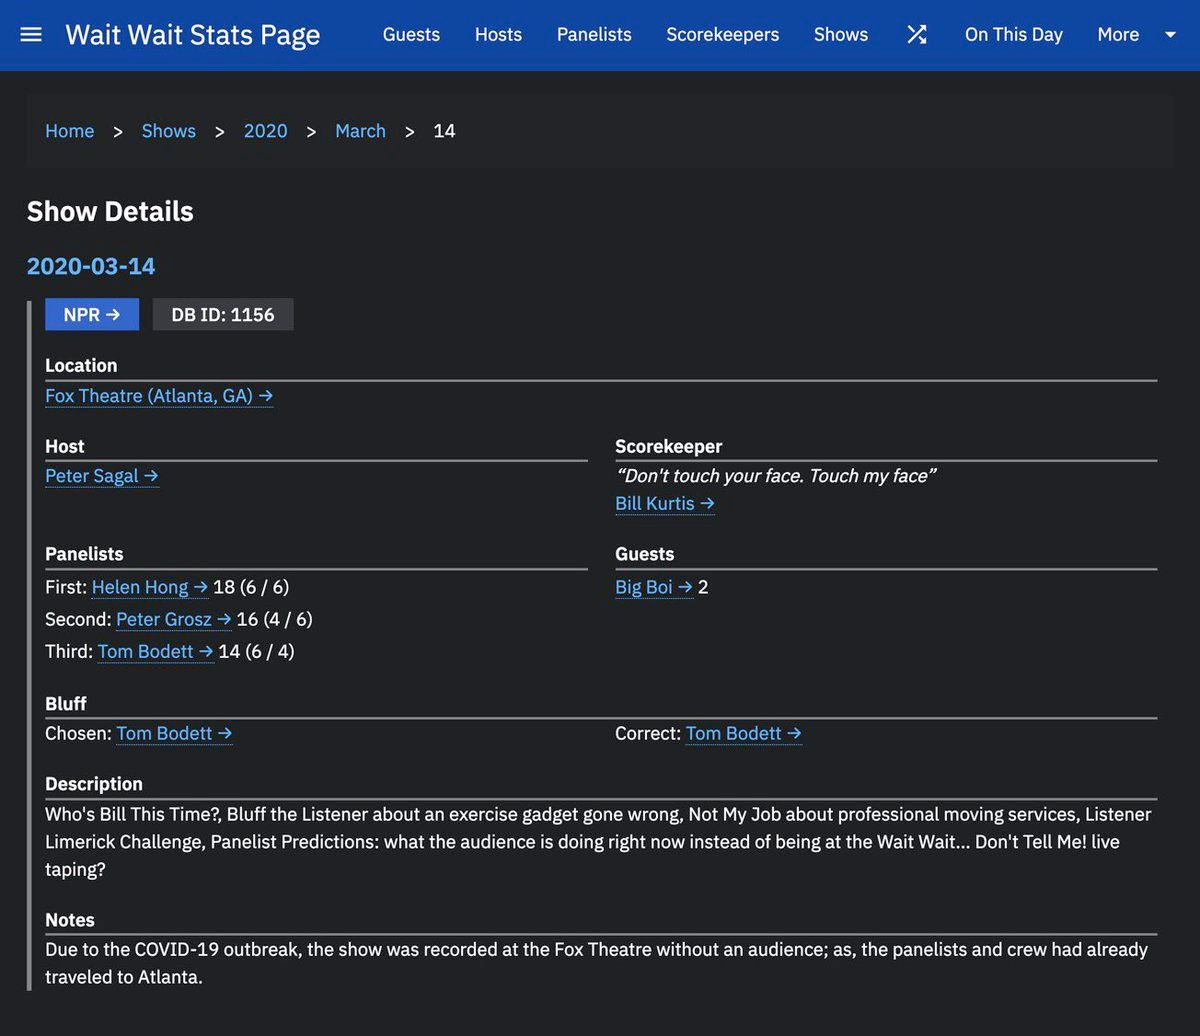 Wait Wait Stats Page Guests Hosts Panelists Scorekeepers Shows On This Day More
Home > Shows > 2020 > March > 14
Show Details
2020-03-14
NPR → DB ID: 1156
Location
Fox Theatre (Atlanta, GA) →
Host
Peter Sagal →
Scorekeeper
“Don't touch your face. Touch my face”
Bill Kurtis →
Panelists
First: Helen Hong → 18 (6 / 6)
Second: Peter Grosz → 16 (4 / 6)
Third: Tom Bodett → 14 (6 / 4)
Guests
Big Boi → 2
Bluff
Chosen: Tom Bodett →
Correct: Tom Bodett →
Description
Who's Bill This Time?, Bluff the Listener about an exercise gadget gone wrong, Not My Job about professional moving services, Listener
Limerick Challenge, Panelist Predictions: what the audience is doing right now instead of being at the Wait Wait... Don't Tell Me! live
taping?
Notes
Due to the COVID-19 outbreak, the show was recorded at the Fox Theatre without an audience; as, the panelists and crew had already
traveled to Atlanta.